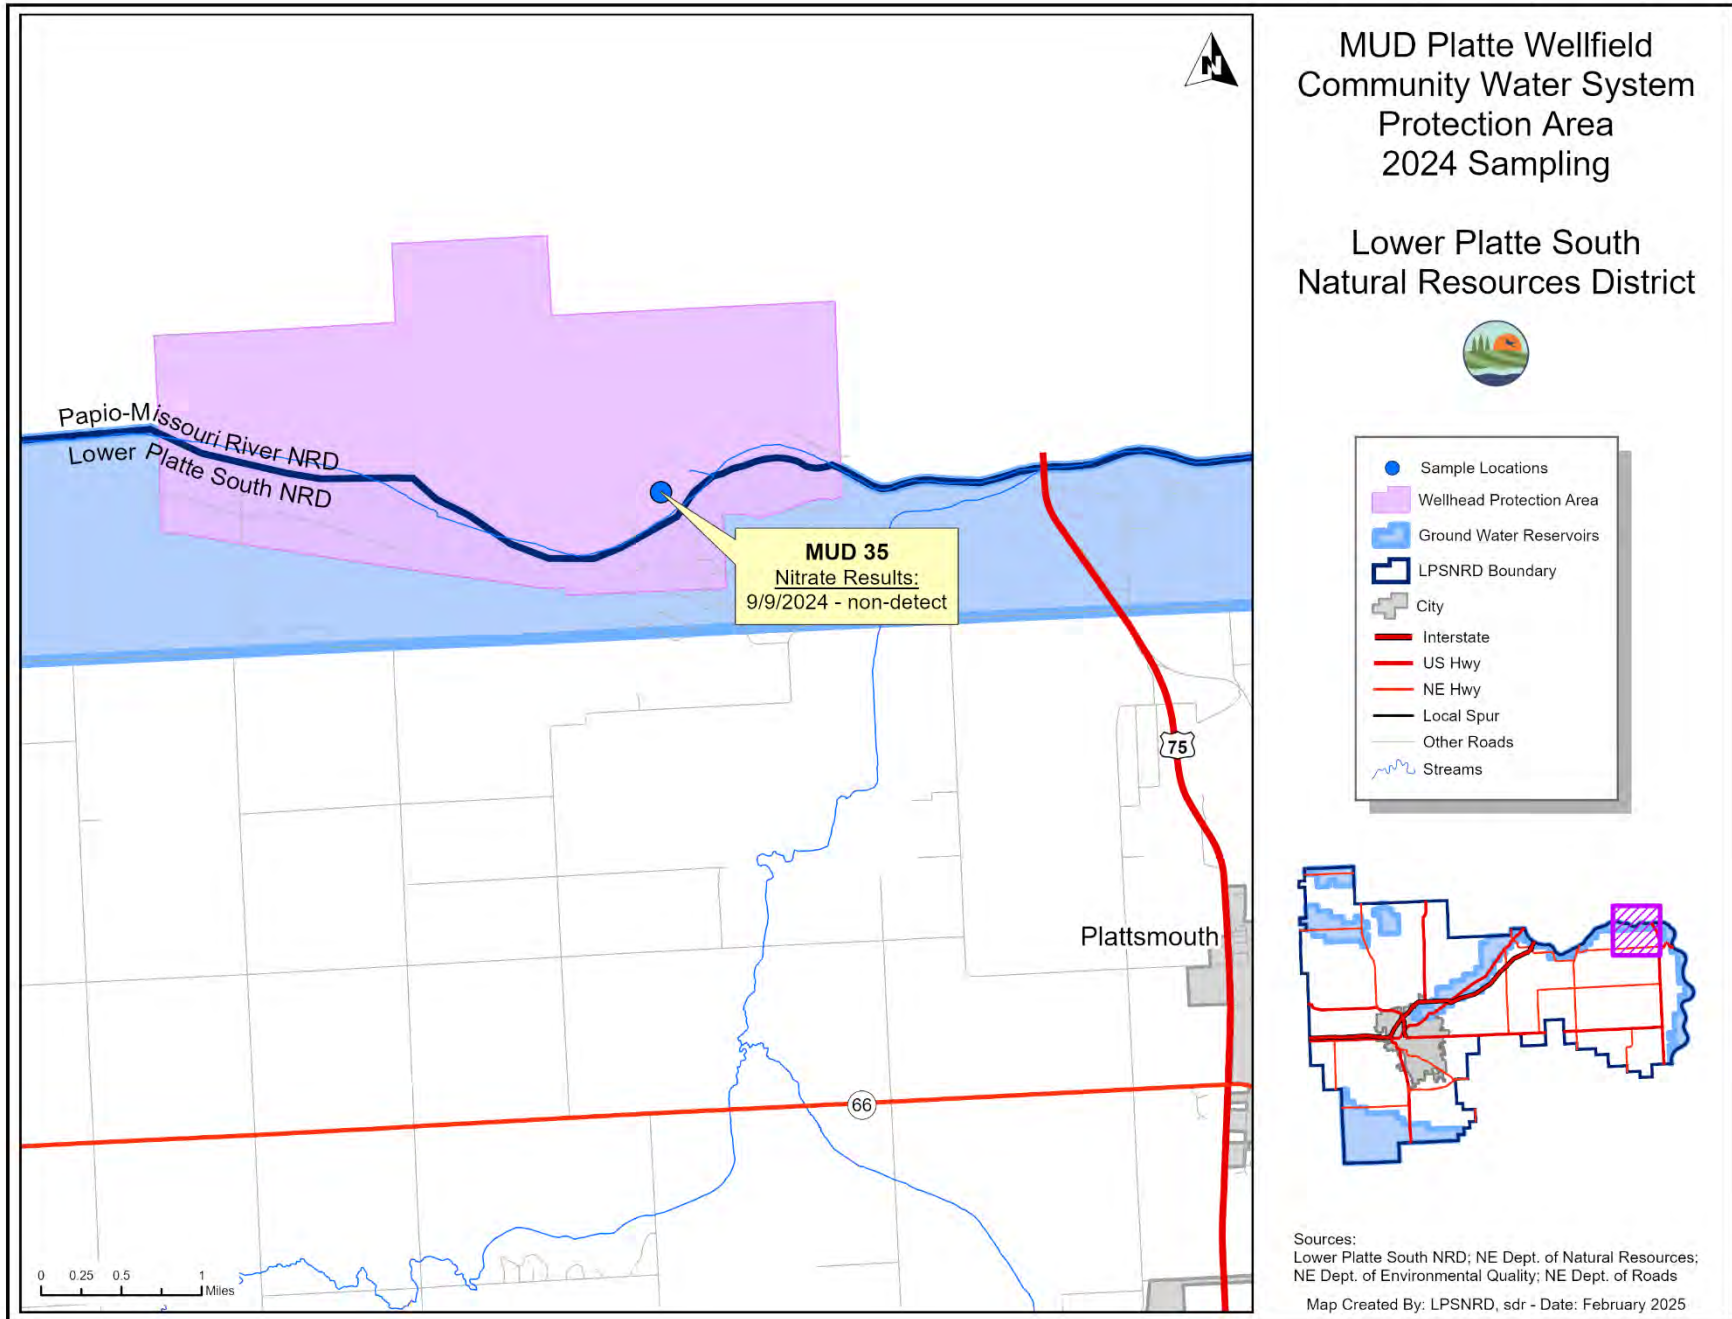 MUD Platte Wellfield
Community Water System
Protection Area
2024 Sampling
Lower Platte South
Natural Resources District
N
Papio-Missouri River NRD
Lower Platte South NRD
MUD 35
Nitrate Results:
9/9/2024 - non-detect
75
Plattsmouth
66
0 0.25 0.5 1
Miles
Sample Locations
Wellhead Protection Area
Ground Water Reservoirs
LPSNRD Boundary
City
Interstate
US Hwy
NE Hwy
Local Spur
Other Roads
Streams
Sources:
Lower Platte South NRD; NE Dept. of Natural Resources;
NE Dept. of Environmental Quality; NE Dept. of Roads
Map Created By: LPSNRD, sdr - Date: February 2025